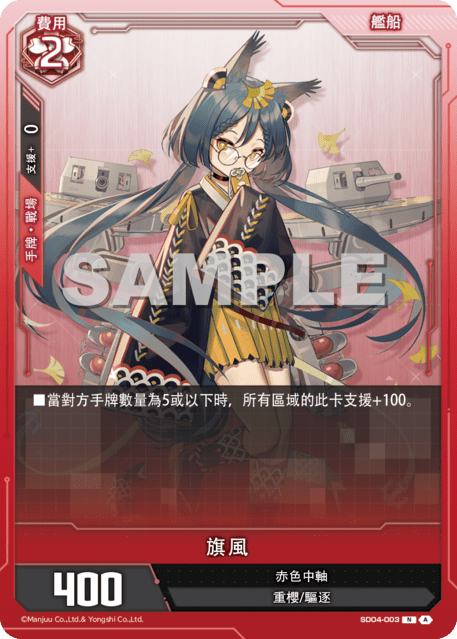 費用
艦船
2
支援+ 0
手牌・戰場
SAMPLE
■當對方手牌數量為5或以下時，所有區域的此卡支援+100。
旗風
400
赤色中軸
重櫻/驅逐
©Manjuu Co.,Ltd.& Yongshi Co.,Ltd.
SD04-003 N A